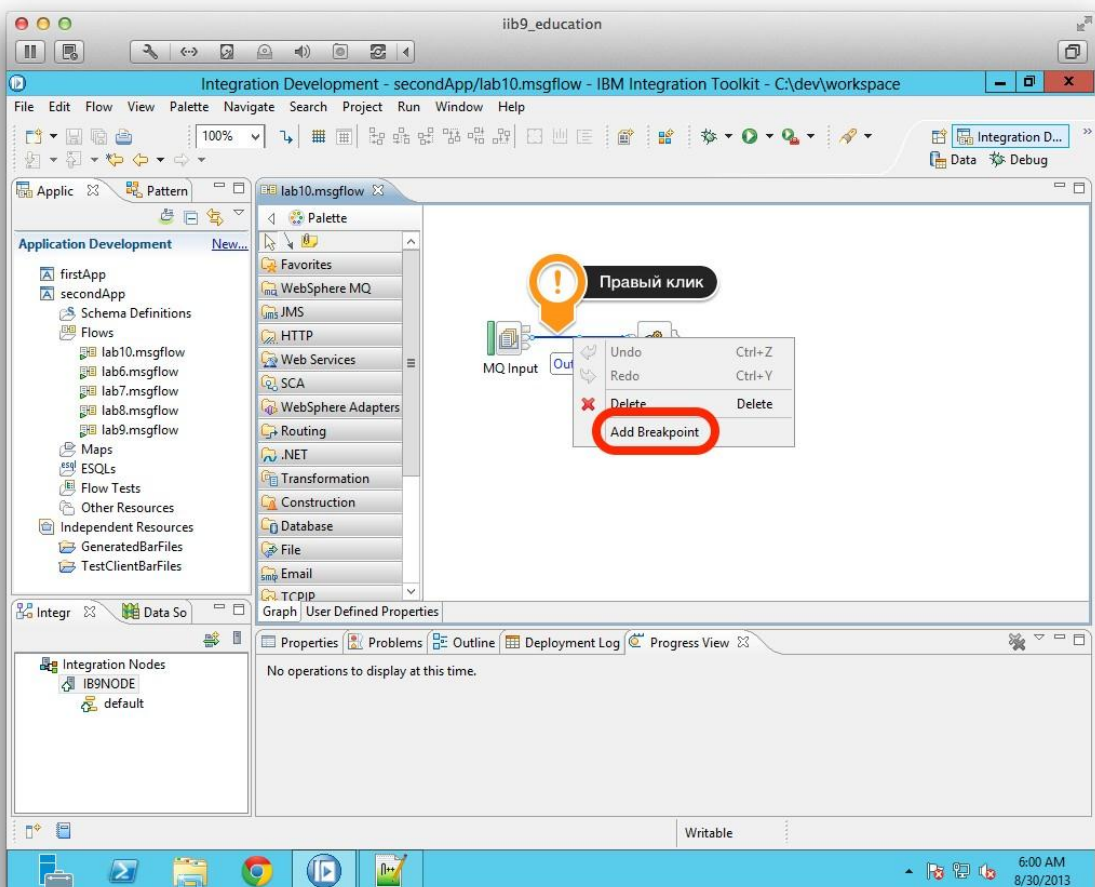 iib9_education
Integration Development - secondApp/lab10.msgflow - IBM Integration Toolkit - C:\dev\workspace
File Edit Flow View Palette Navigate Search Project Run Window Help
100%
Integration D...
Data Debug
Applic Pattern
lab10.msgflow
Palette
Application Development New...
firstApp
secondApp
Schema Definitions
Flows
lab10.msgflow
lab6.msgflow
lab7.msgflow
lab8.msgflow
lab9.msgflow
Maps
ESQLs
Flow Tests
Other Resources
Independent Resources
GeneratedBarFiles
TestClientBarFiles
Favorites
WebSphere MQ
JMS
HTTP
Web Services
SCA
WebSphere Adapters
Routing
.NET
Transformation
Construction
Database
File
Email
TCPIP
Graph User Defined Properties
! Правый клик
MQ Input Out
Undo Ctrl+Z
Redo Ctrl+Y
Delete Delete
Add Breakpoint
Integr Data So
Integration Nodes
IB9NODE
default
Properties Problems Outline Deployment Log Progress View
No operations to display at this time.
Writable
6:00 AM
8/30/2013